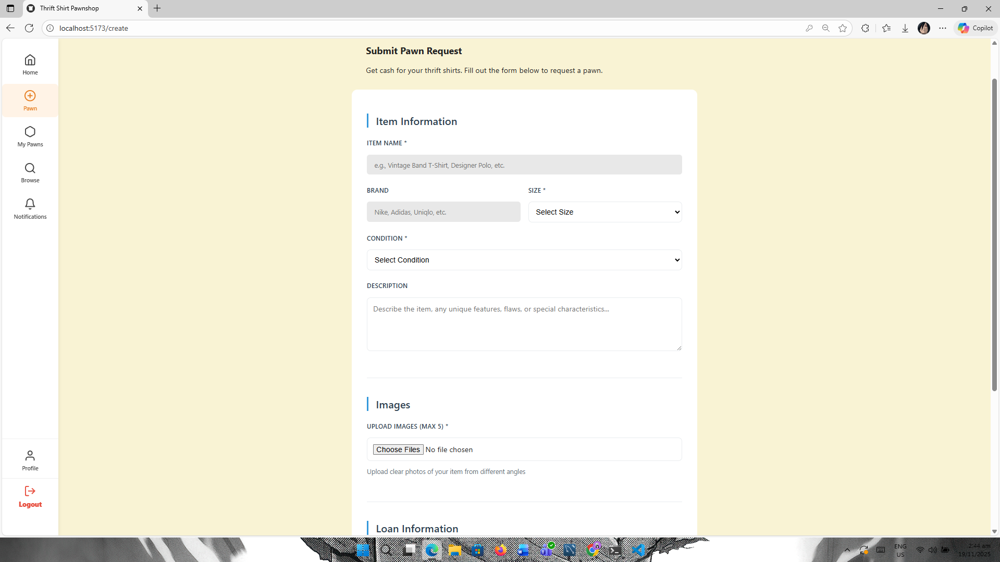 Thrift Shirt Pawnshop
localhost:5173/create
Copilot
Home
Pawn
My Pawns
Browse
Notifications
Profile
Logout
Submit Pawn Request
Get cash for your thrift shirts. Fill out the form below to request a pawn.
Item Information
ITEM NAME *
e.g., Vintage Band T-Shirt, Designer Polo, etc.
BRAND
SIZE *
Nike, Adidas, Uniqlo, etc.
Select Size
CONDITION *
Select Condition
DESCRIPTION
Describe the item, any unique features, flaws, or special characteristics...
Images
UPLOAD IMAGES (MAX 5) *
Choose Files No file chosen
Upload clear photos of your item from different angles
Loan Information
ENG
US
2:44 am
19/11/2025